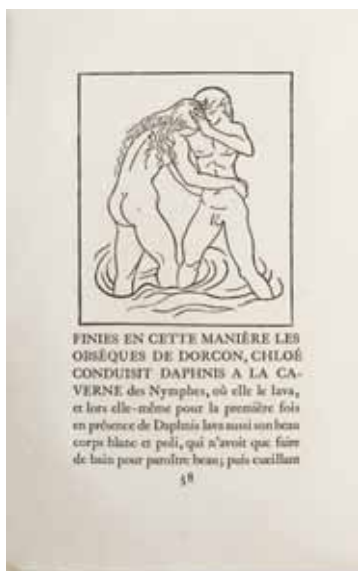 FINIES EN CETTE MANIÈRE LES
OBSÉQUES DE DORCON, CHLOÉ
CONDUISIT DAPHNIS A LA CA-
VERNE des Nymphes, où elle le lava,
et lors elle-même pour la première fois
en présence de Daphnis lava aussi son beau
corps blanc et poli, qui n'avoit que faire
de bain pour paroître beau; puis cueillant
58